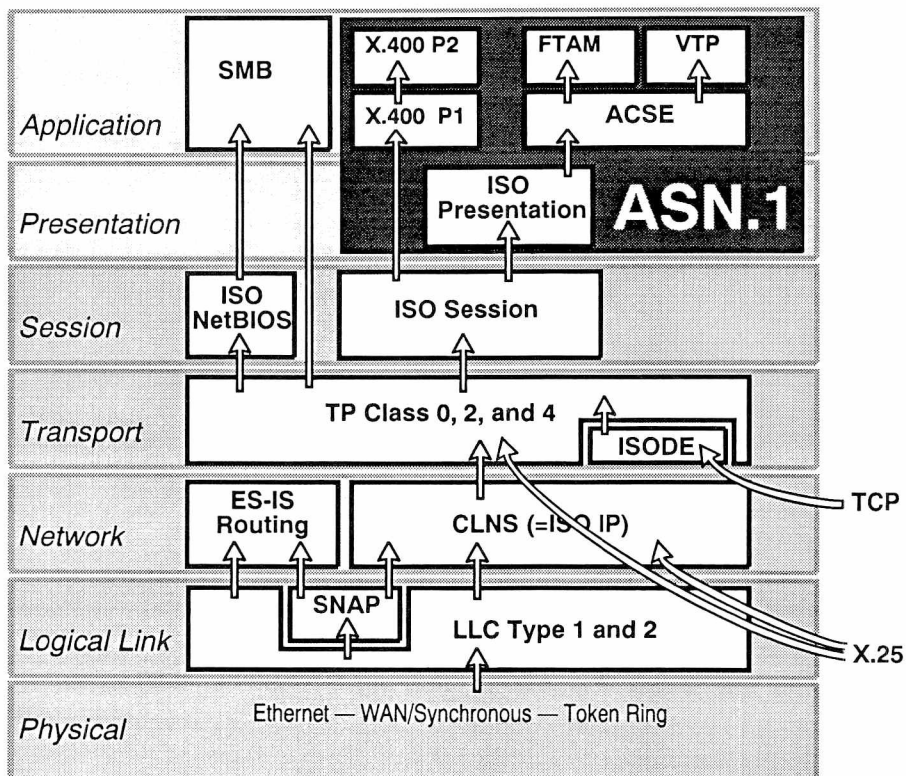 SMB
X.400 P2
FTAM
VTP
Application
X.400 P1
ACSE
Presentation
ISO
Presentation
ASN.1
Session
ISO
NetBIOS
ISO Session
Transport
TP Class 0, 2, and 4
ISODE
TCP
Network
ES-IS
Routing
CLNS (=ISO IP)
Logical Link
SNAP
LLC Type 1 and 2
X.25
Physical
Ethernet — WAN/Synchronous — Token Ring